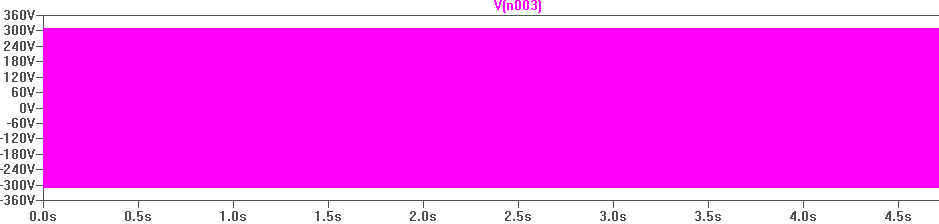 V(n003)
360V
300V
240V
180V
120V
60V
0V
-60V
-120V
-180V
-240V
-300V
-360V
0.0s 0.5s 1.0s 1.5s 2.0s 2.5s 3.0s 3.5s 4.0s 4.5s